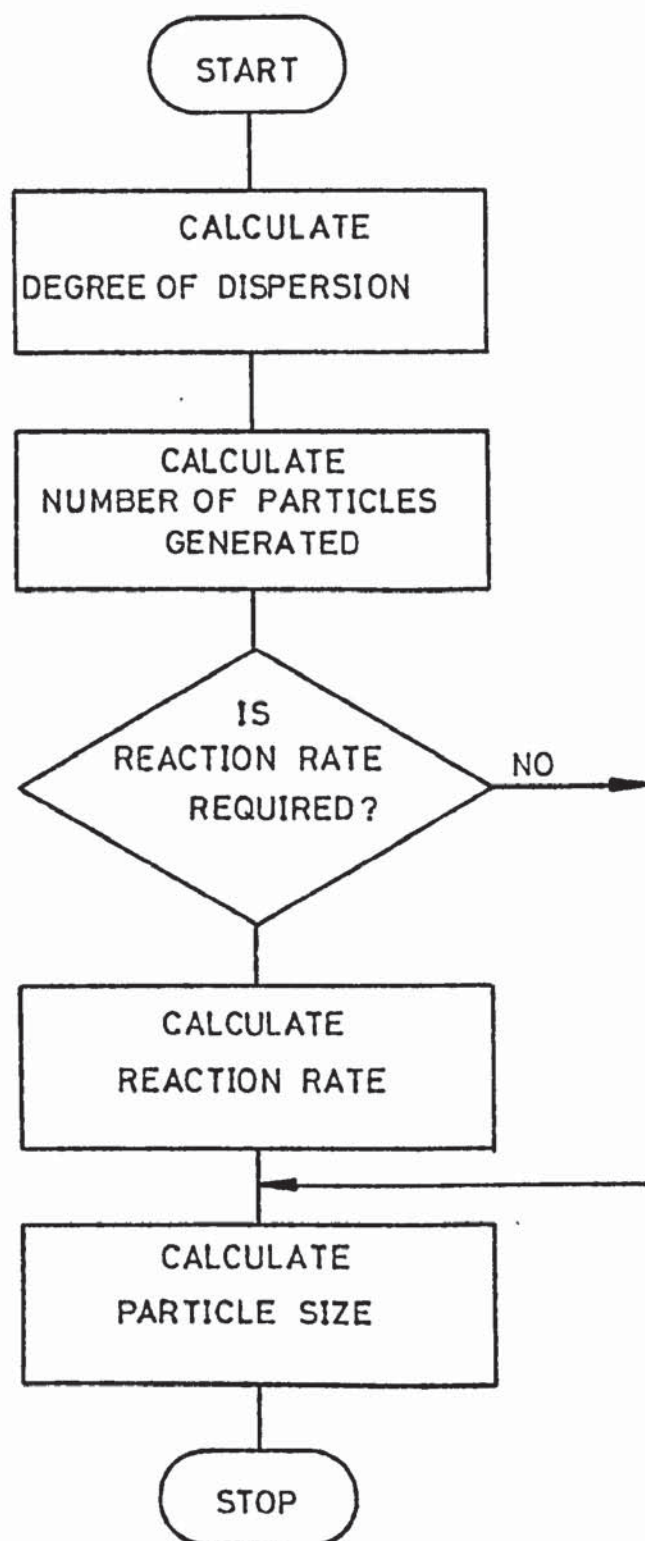 START
CALCULATE
DEGREE OF DISPERSION
CALCULATE
NUMBER OF PARTICLES
GENERATED
IS
REACTION RATE
REQUIRED?
NO
CALCULATE
REACTION RATE
CALCULATE
PARTICLE SIZE
STOP